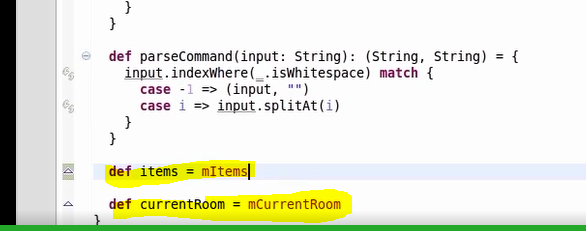 }
}
def parseCommand(input: String): (String, String) = {
input.indexWhere(_.isWhitespace) match {
case -1 => (input, "")
case i => input.splitAt(i)
}
}
def items = mItems
def currentRoom = mCurrentRoom
}